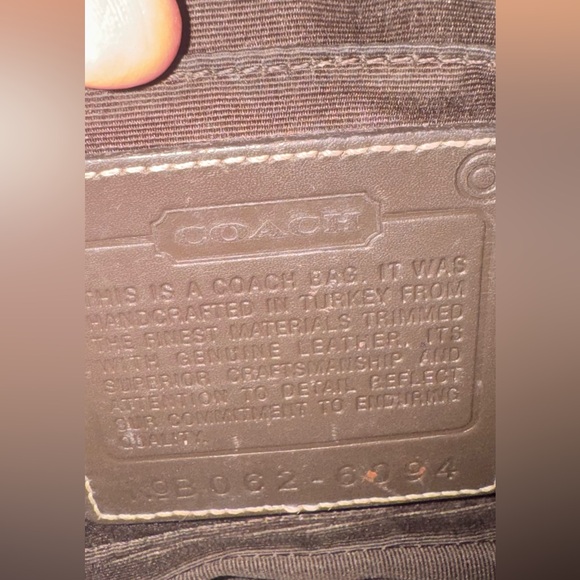 COACH
THIS IS A COACH BAG. IT WAS
HANDCRAFTED IN TURKEY FROM
THE FINEST MATERIALS TRIMMED
WITH GENUINE LEATHER. ITS
SUPERIOR CRAFTSMANSHIP AND
ATTENTION TO DETAIL REFLECT
OUR COMMITMENT TO ENDURING
QUALITY.